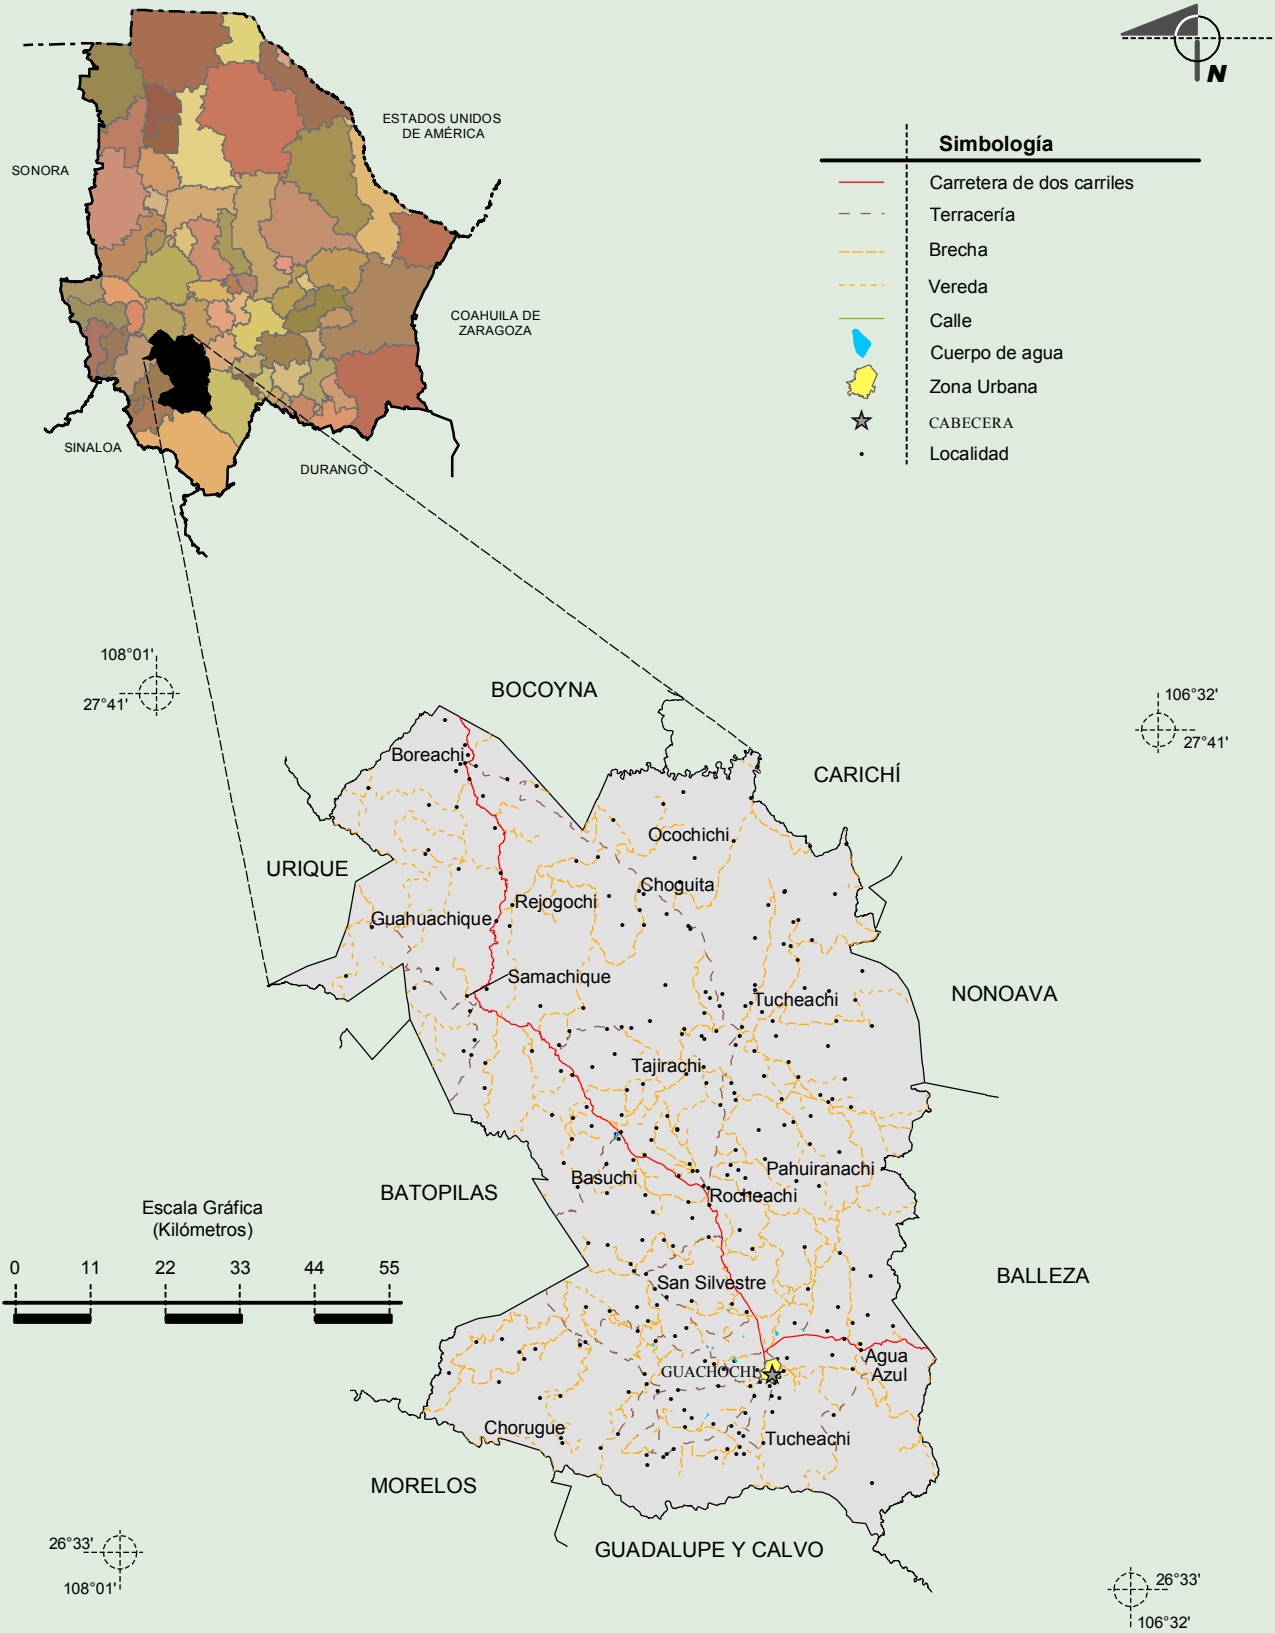 N
ESTADOS UNIDOS
DE AMÉRICA
SONORA
COAHUILA DE
ZARAGOZA
SINALOA
DURANGO
Simbología
Carretera de dos carriles
Terracería
Brecha
Vereda
Calle
Cuerpo de agua
Zona Urbana
CABECERA
Localidad
108°01'
27°41'
106°32'
27°41'
BOCOYNA
CARICHÍ
URIQUE
NONOAVA
BATOPILAS
BALLEZA
MORELOS
GUADALUPE Y CALVO
Boreachi
Ocochichi
Choguita
Rejogochi
Guahuachique
Samachique
Tucheachi
Tajirachi
Basuchi
Pahuiranachi
Rocheachi
San Silvestre
Agua
Azul
GUACHOCHI
Chorugue
Tucheachi
Escala Gráfica
(Kilómetros)
0 11 22 33 44 55
26°33'
108°01'
26°33'
106°32'